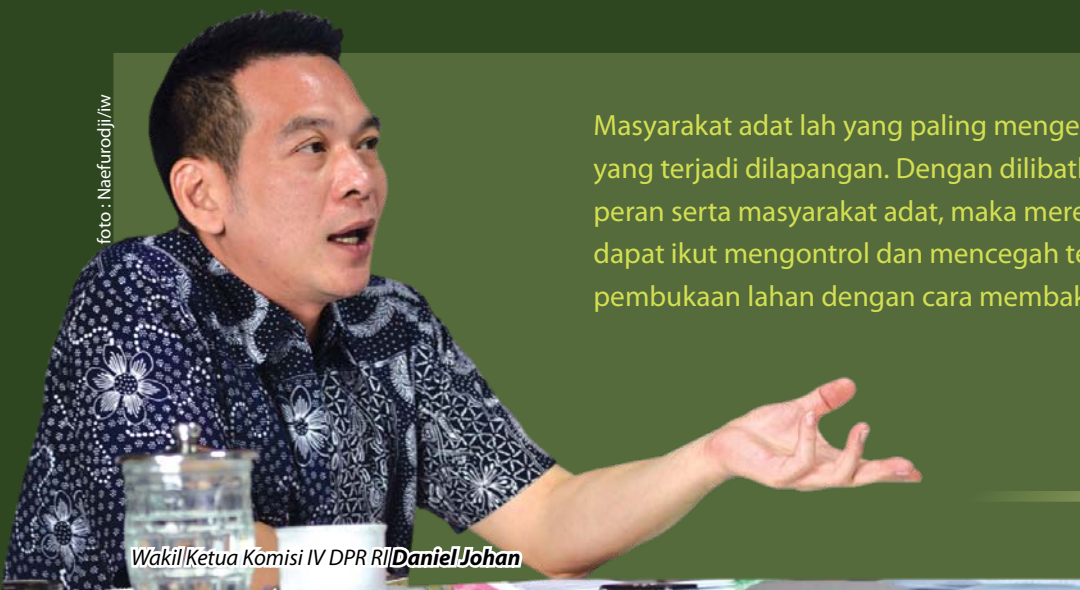 foto : Naefurodji/iw
Masyarakat adat lah yang paling menge
yang terjadi dilapangan. Dengan dilibat
peran serta masyarakat adat, maka mere
dapat ikut mengontrol dan mencegah te
pembukaan lahan dengan cara membak
Wakil Ketua Komisi IV DPR RI Daniel Johan